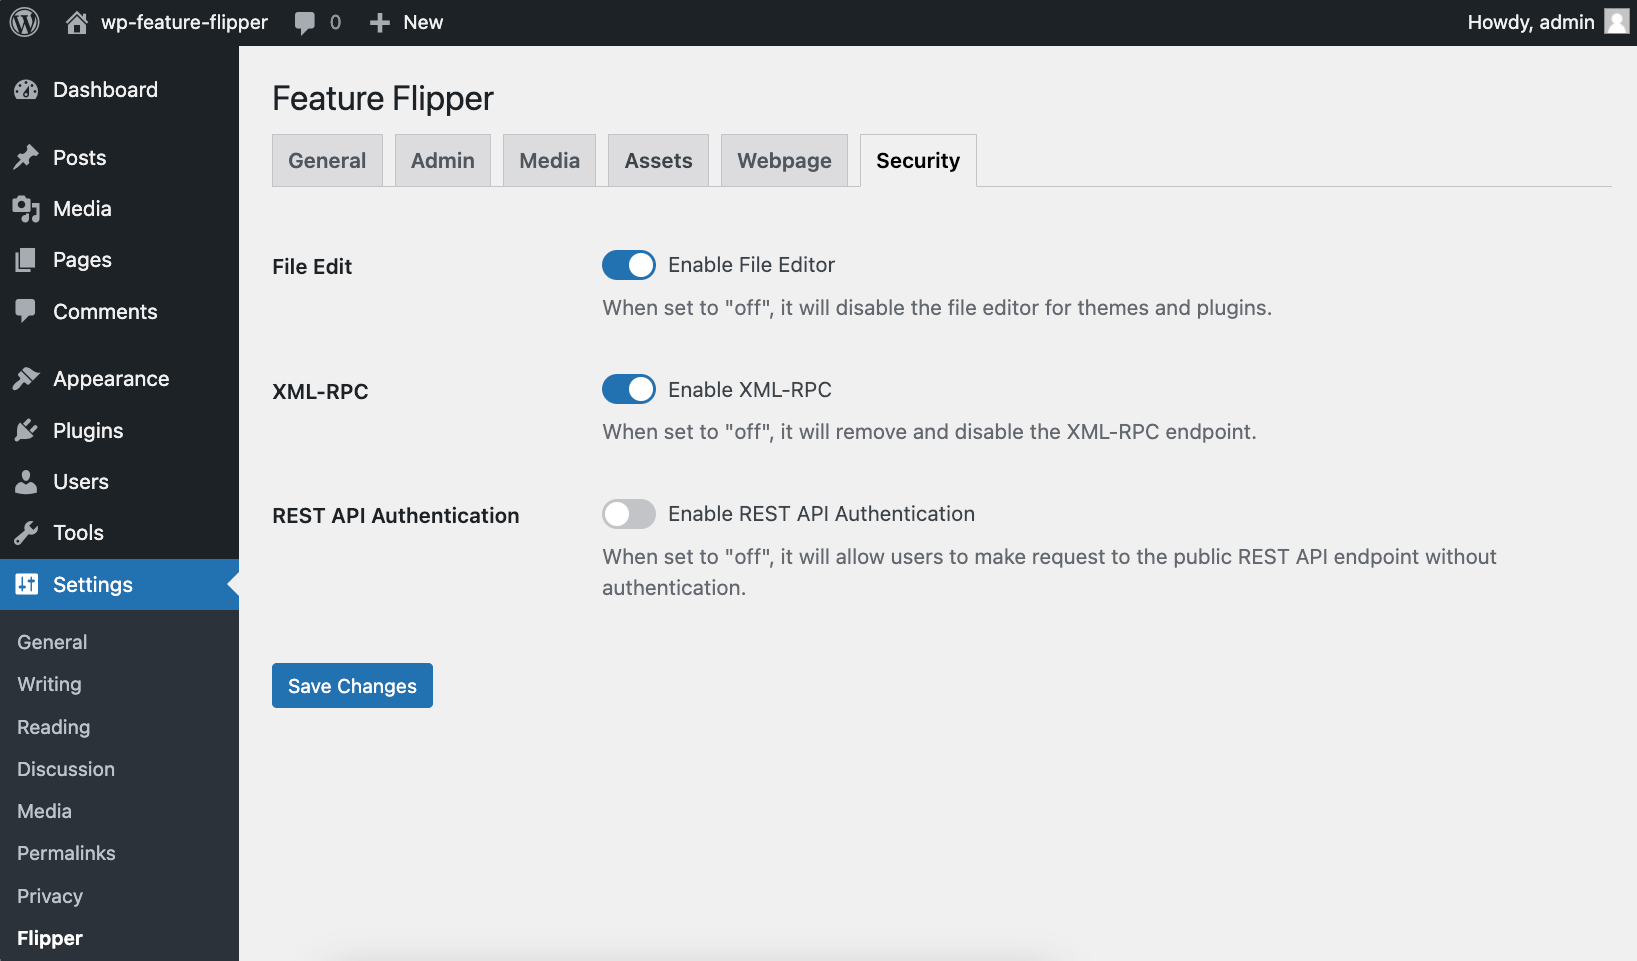 wp-feature-flipper 0 New Howdy, admin
Dashboard
Posts
Media
Pages
Comments
Appearance
Plugins
Users
Tools
Settings
General
Writing
Reading
Discussion
Media
Permalinks
Privacy
Flipper
Feature Flipper
General Admin Media Assets Webpage Security
File Edit
Enable File Editor
When set to "off", it will disable the file editor for themes and plugins.
XML-RPC
Enable XML-RPC
When set to "off", it will remove and disable the XML-RPC endpoint.
REST API Authentication
Enable REST API Authentication
When set to "off", it will allow users to make request to the public REST API endpoint without
authentication.
Save Changes